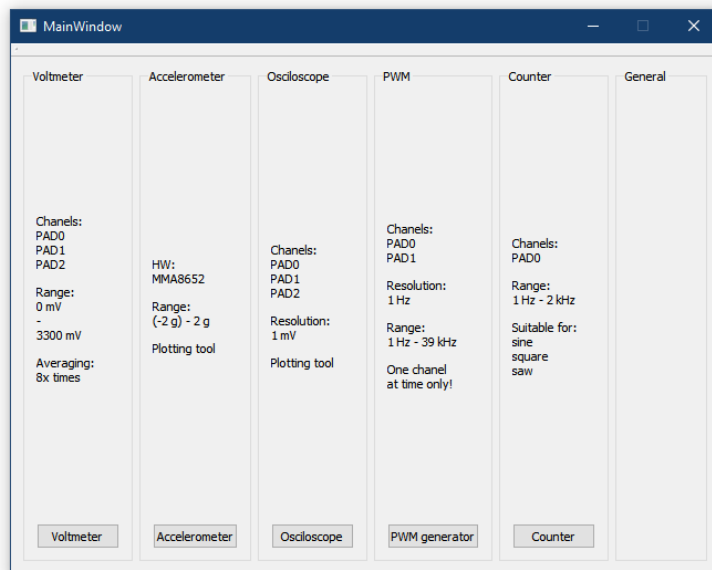 MainWindow
Voltmeter
Chanels:
PAD0
PAD1
PAD2
Range:
0 mV
-
3300 mV
Averaging:
8x times
Voltmeter
Accelerometer
HW:
MMA8652
Range:
(-2 g) - 2 g
Plotting tool
Accelerometer
Osciloscope
Chanels:
PAD0
PAD1
PAD2
Resolution:
1 mV
Plotting tool
Osciloscope
PWM
Chanels:
PAD0
PAD1
Resolution:
1 Hz
Range:
1 Hz - 39 kHz
One chanel
at time only!
PWM generator
Counter
Chanels:
PAD0
Range:
1 Hz - 2 kHz
Suitable for:
sine
square
saw
Counter
General